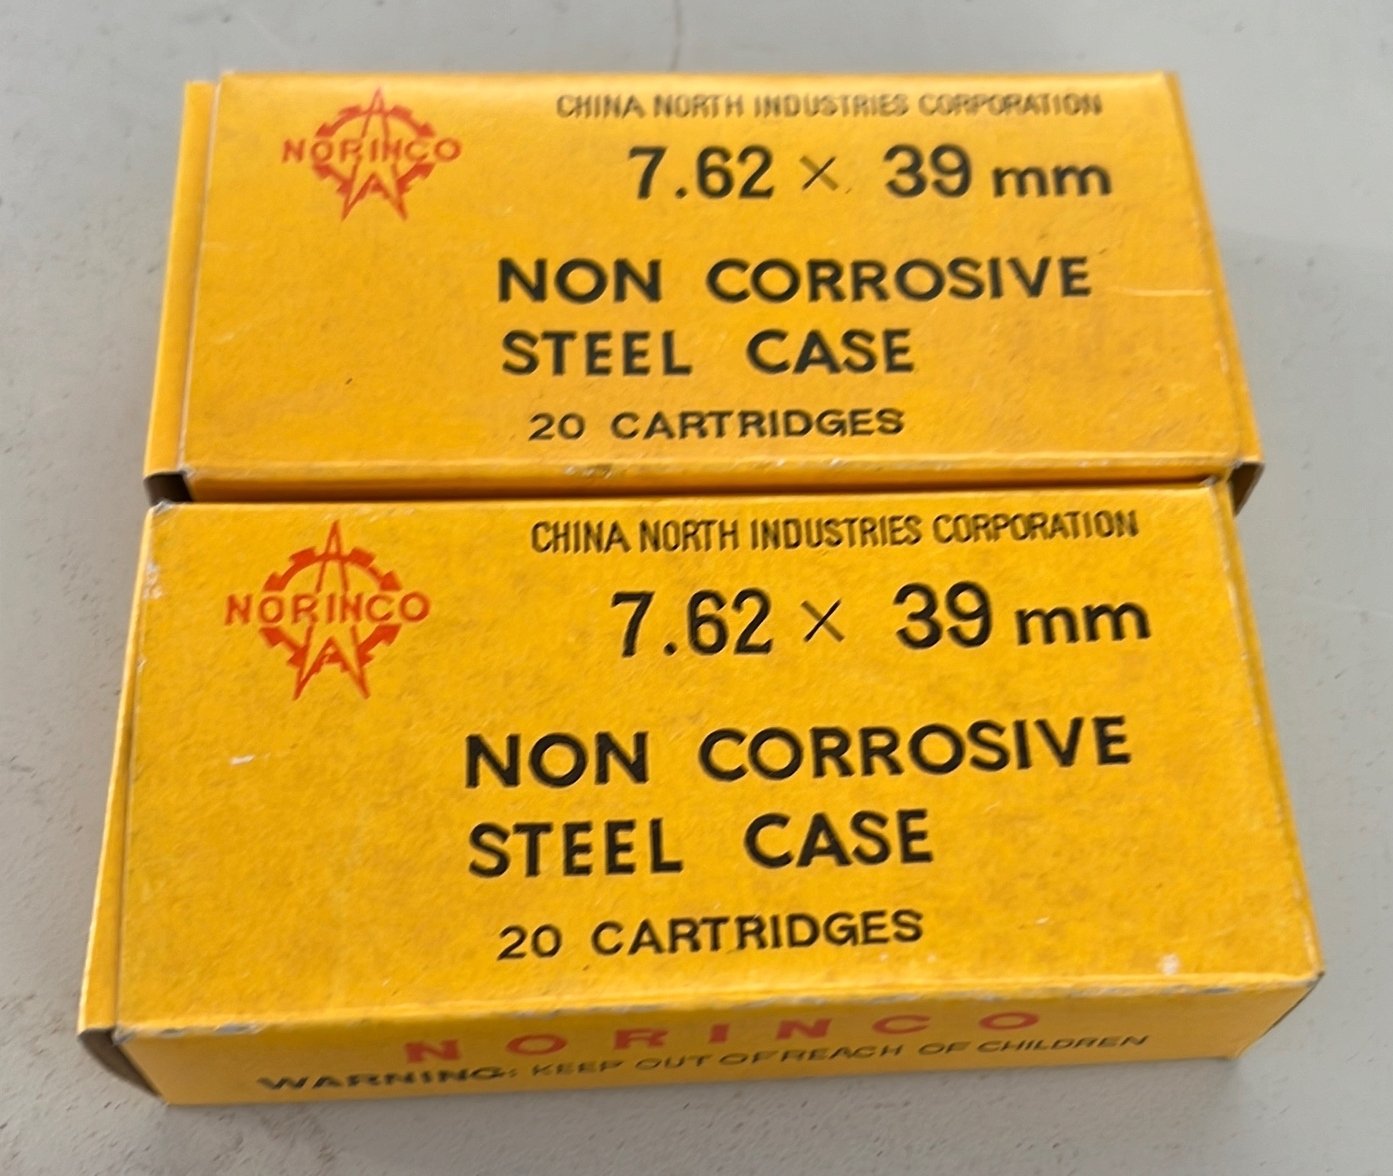 CHINA NORTH INDUSTRIES CORPORATION
NORINCO
7.62 × 39 mm
NON CORROSIVE
STEEL CASE
20 CARTRIDGES
CHINA NORTH INDUSTRIES CORPORATION
NORINCO
7.62 × 39 mm
NON CORROSIVE
STEEL CASE
20 CARTRIDGES
NORINCO
WARNING: KEEP OUT OF REACH OF CHILDREN